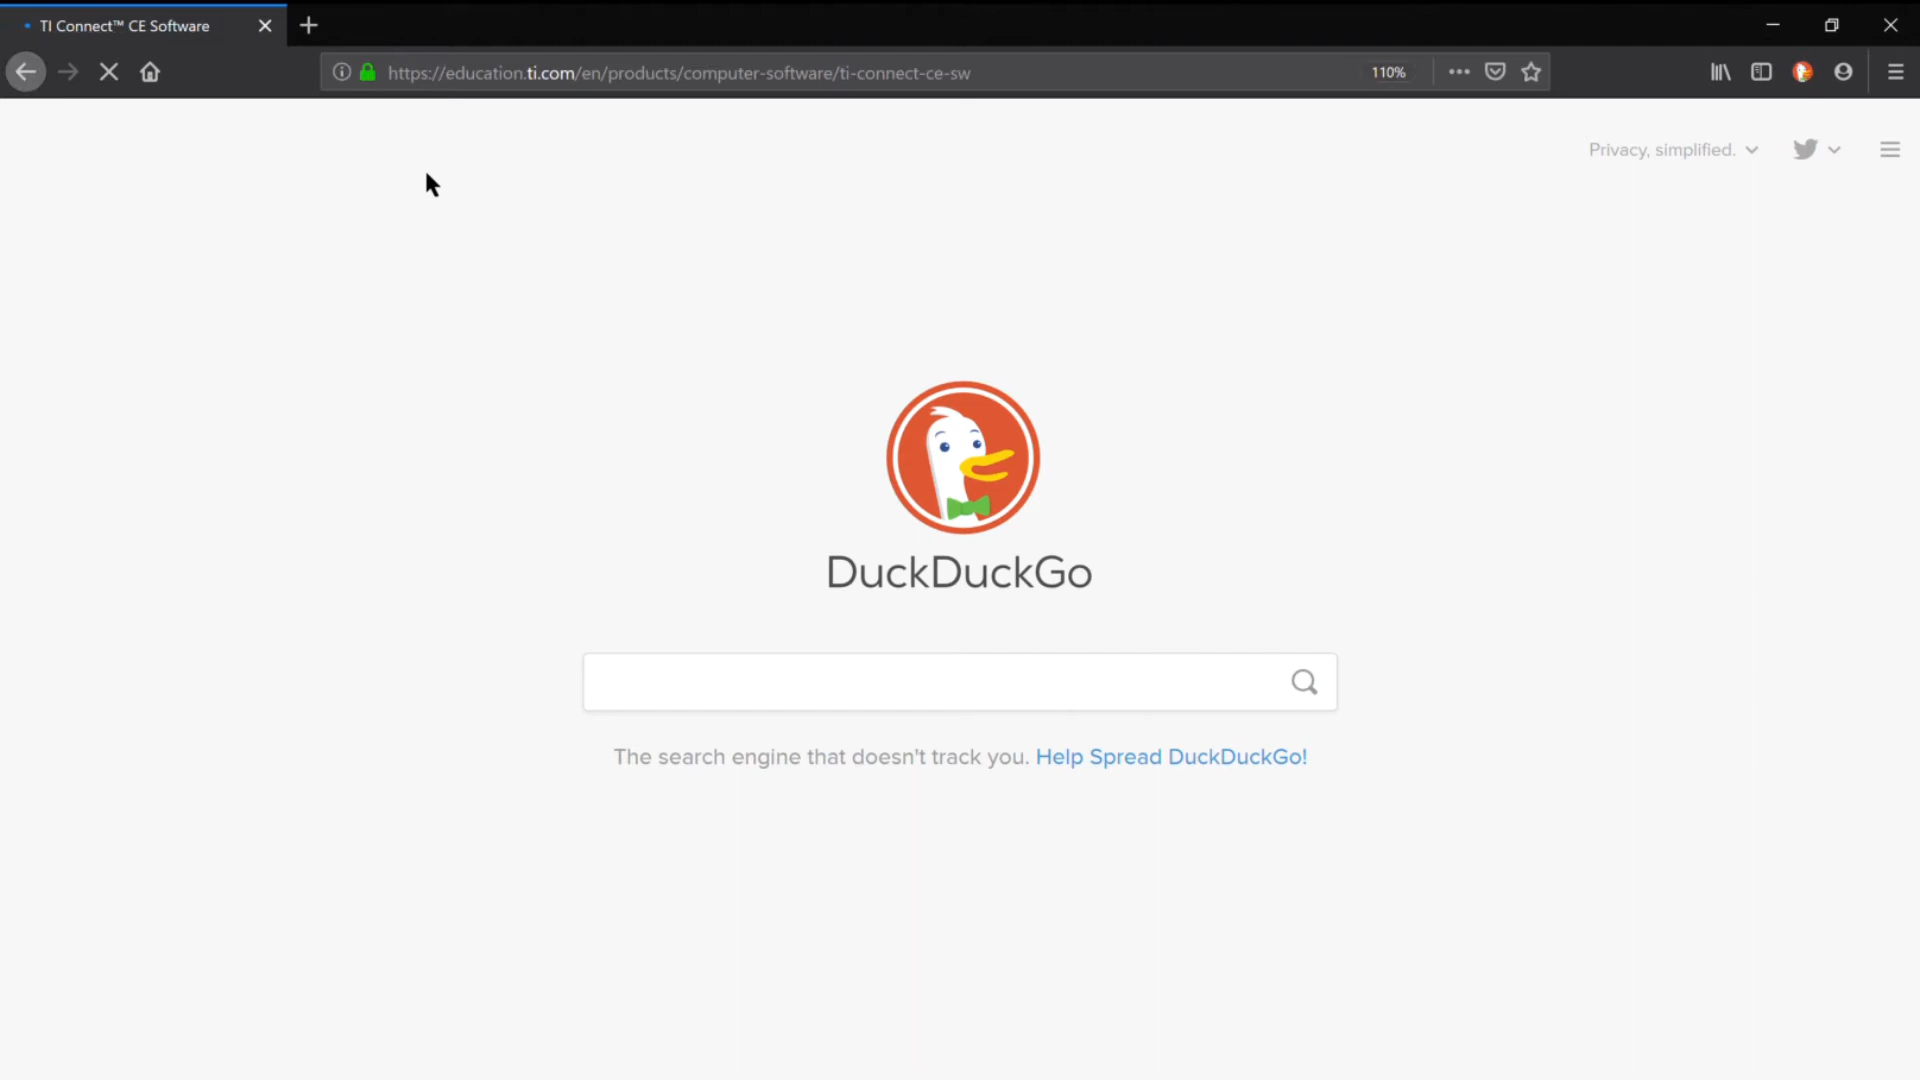 TI Connect™ CE Software
https://education.ti.com/en/products/computer-software/ti-connect-ce-sw
110%
Privacy, simplified.
DuckDuckGo
The search engine that doesn't track you. Help Spread DuckDuckGo!